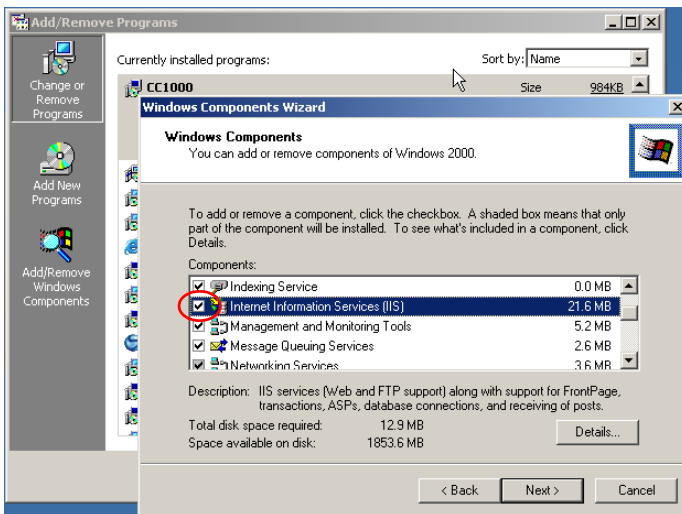 Add/Remove Programs
Change or
Remove
Programs
Add New
Programs
Add/Remove
Windows
Components
Currently installed programs:
Sort by: Name
CC1000
Size
984KB
Windows Components Wizard
Windows Components
You can add or remove components of Windows 2000.
To add or remove a component, click the checkbox. A shaded box means that only
part of the component will be installed. To see what's included in a component, click
Details.
Components:
Indexing Service 0.0 MB
Internet Information Services (IIS) 21.6 MB
Management and Monitoring Tools 5.2 MB
Message Queuing Services 2.6 MB
Networking Services 3.6 MB
Description: IIS services (Web and FTP support) along with support for FrontPage,
transactions, ASPs, database connections, and receiving of posts.
Total disk space required: 12.9 MB
Space available on disk: 1853.6 MB
Details...
< Back
Next >
Cancel